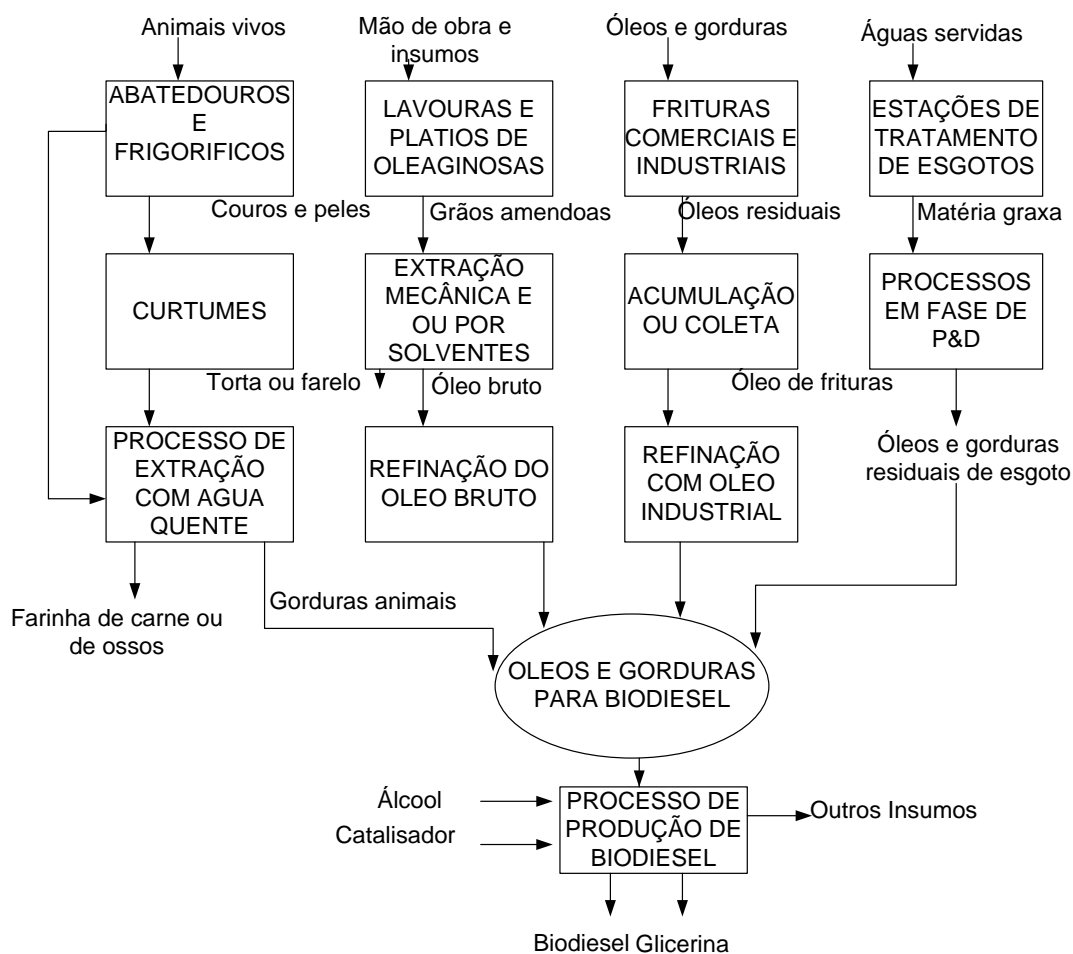 Animais vivos
Mão de obra e
insumos
Óleos e gorduras
Águas servidas
ABATEDOUROS
E
FRIGORIFICOS
LAVOURAS E
PLATIOS DE
OLEAGINOSAS
FRITURAS
COMERCIAIS E
INDUSTRIAIS
ESTAÇÕES DE
TRATAMENTO
DE ESGOTOS
Couros e peles
Grãos amendoas
Óleos residuais
Matéria graxa
CURTUMES
EXTRAÇÃO
MECÂNICA E
OU POR
SOLVENTES
ACUMULAÇÃO
OU COLETA
PROCESSOS
EM FASE DE
P&D
Torta ou farelo
Óleo bruto
Óleo de frituras
PROCESSO DE
EXTRAÇÃO
COM AGUA
QUENTE
REFINAÇÃO DO
OLEO BRUTO
REFINAÇÃO
COM OLEO
INDUSTRIAL
Óleos e gorduras
residuais de esgoto
Farinha de carne ou
de ossos
Gorduras animais
OLEOS E GORDURAS
PARA BIODIESEL
Álcool
Catalisador
PROCESSO DE
PRODUÇÃO DE
BIODIESEL
Outros Insumos
Biodiesel
Glicerina